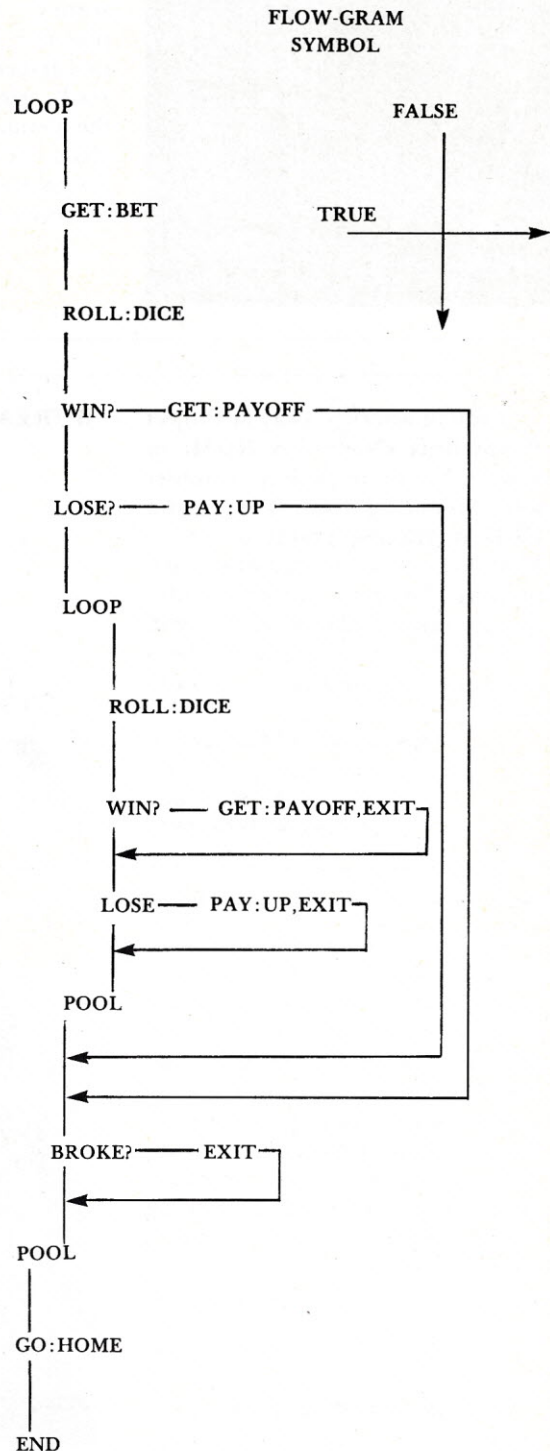 FLOW-GRAM
SYMBOL
LOOP
FALSE
GET:BET
TRUE
ROLL:DICE
WIN? GET:PAYOFF
LOSE? PAY:UP
LOOP
ROLL:DICE
WIN? GET:PAYOFF,EXIT
LOSE PAY:UP,EXIT
POOL
BROKE? EXIT
POOL
GO:HOME
END